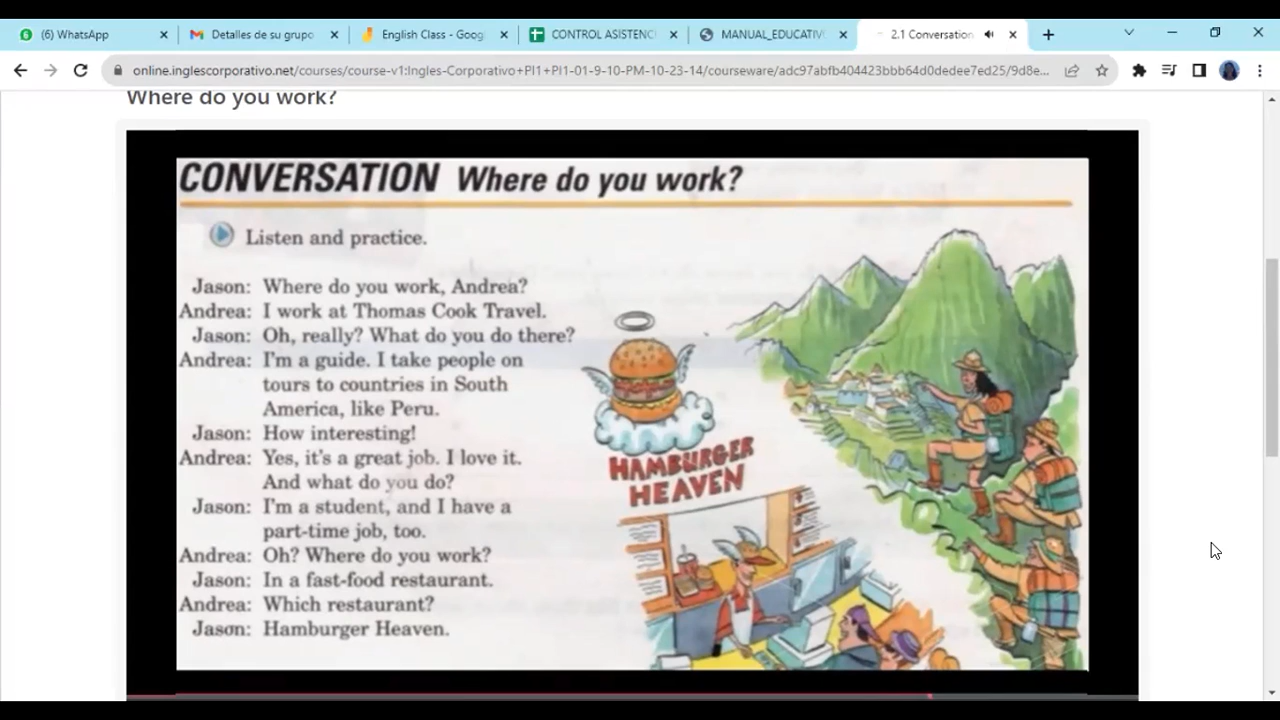 (6) WhatsApp
Detalles de su grupo
English Class - Goog
CONTROL ASISTENC
MANUAL_EDUCATIV
2.1 Conversation
online.inglescorporativo.net/courses/course-v1:Ingles-Corporativo+PI1+PI1-01-9-10-PM-10-23-14/courseware/adc97abfb404423bbb64d0dedee7ed25/9d8e...
Where do you work?
CONVERSATION Where do you work?
Listen and practice.
Jason: Where do you work, Andrea?
Andrea: I work at Thomas Cook Travel.
Jason: Oh, really? What do you do there?
Andrea: I'm a guide. I take people on
tours to countries in South
America, like Peru.
Jason: How interesting!
Andrea: Yes, it's a great job. I love it.
And what do you do?
Jason: I'm a student, and I have a
part-time job, too.
Andrea: Oh? Where do you work?
Jason: In a fast-food restaurant.
Andrea: Which restaurant?
Jason: Hamburger Heaven.
HAMBURGER
HEAVEN